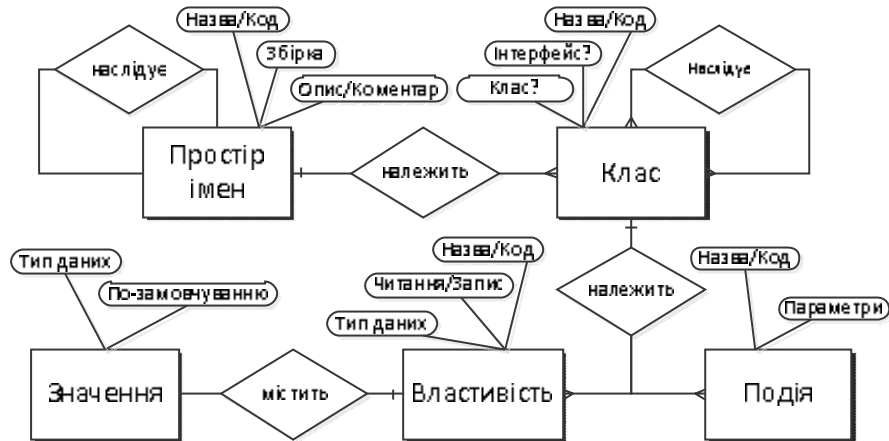 Назва/Код
Назва/Код
Збірка
Інтерфейс?
наслідує
Наслідує
Опис/Коментар
Клас?
Простір
імен
належить
Клас
Назва/Код
Назва/Код
Тип даних
Читання/Запис
належить
По-замовчуванню
Параметри
Тип даних
Значення
містить
Властивість
Подія